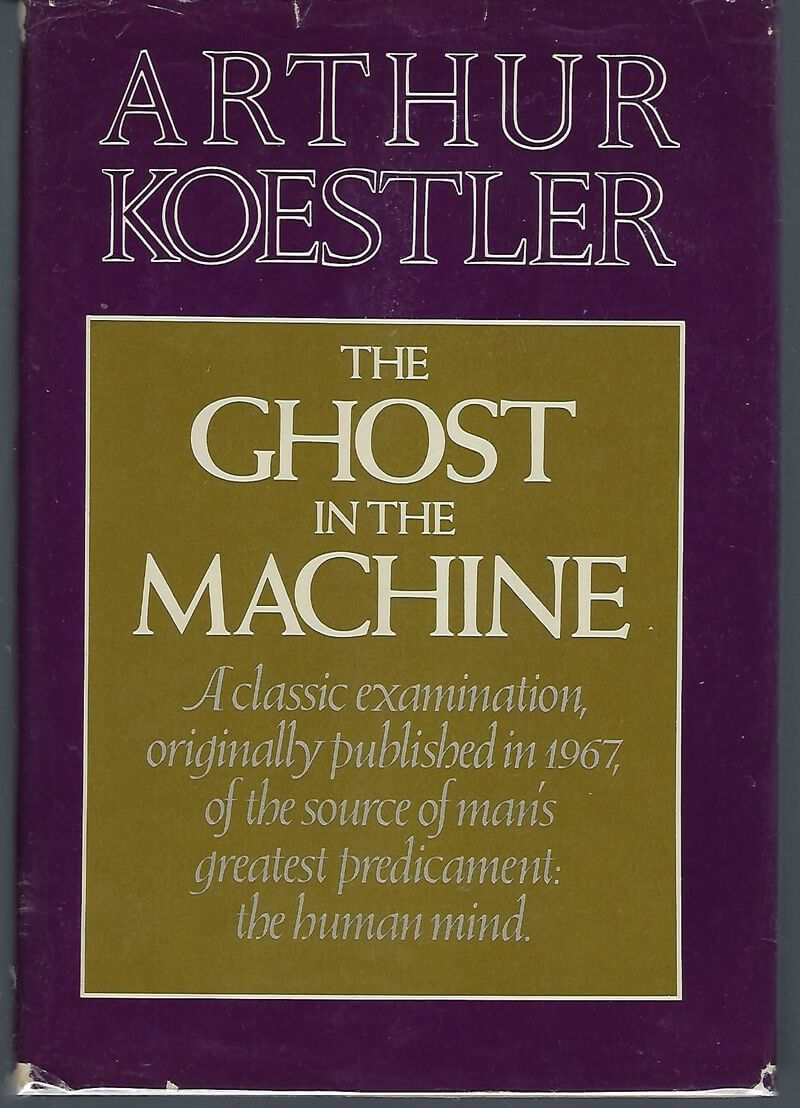 ARTHUR
KOESTLER
THE
GHOST
IN THE
MACHINE
A classic examination,
originally published in 1967,
of the source of man's
greatest predicament:
the human mind.